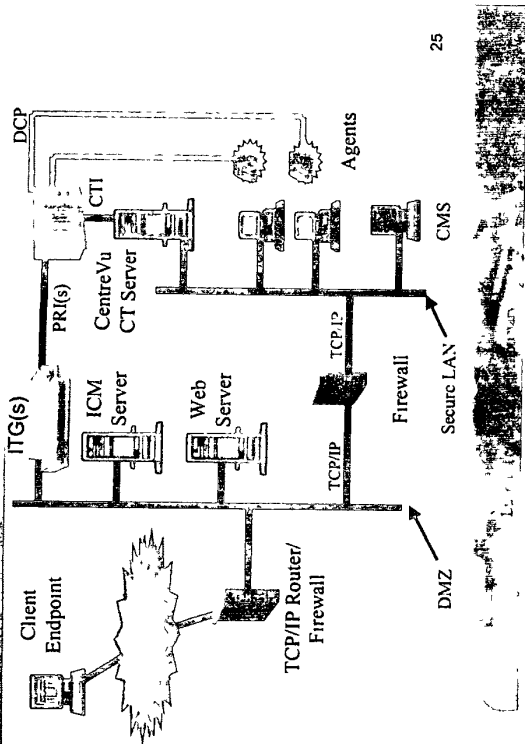 Client
Endpoint
TCP/IP Router/
Firewall
DMZ
ITG(s)
ICM
Server
Web
Server
TCP/IP
Firewall
TCP/IP
Secure LAN
PRI(s)
CentreVu
CT Server
CTI
DCP
Agents
CMS
25